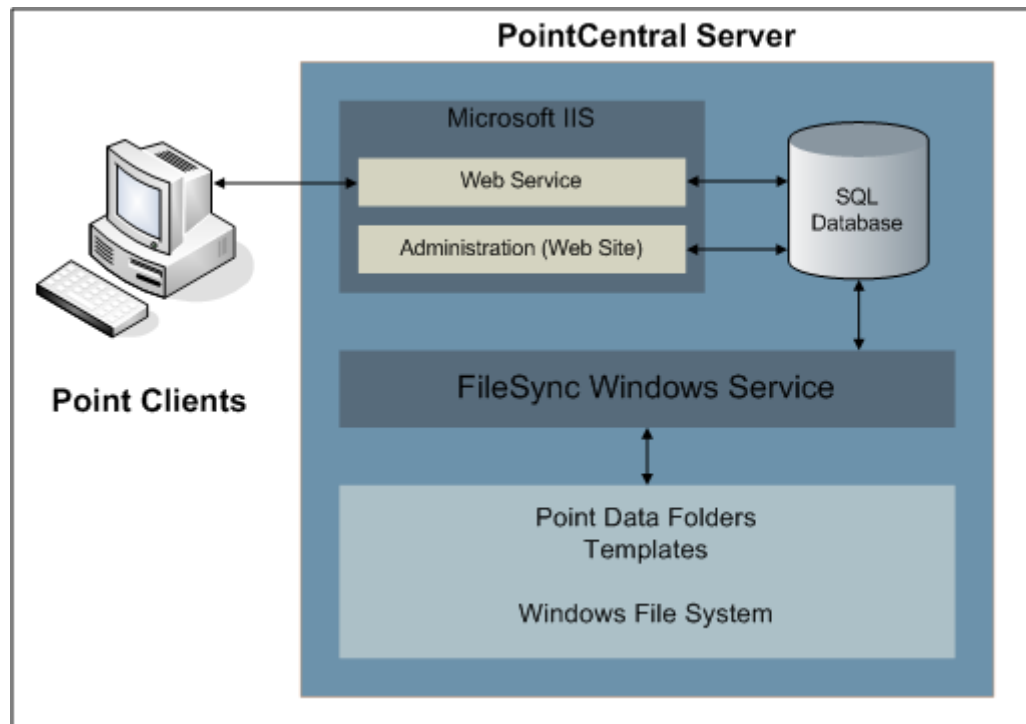 PointCentral Server
Microsoft IIS
Web Service
Administration (Web Site)
SQL
Database
Point Clients
FileSync Windows Service
Point Data Folders
Templates
Windows File System